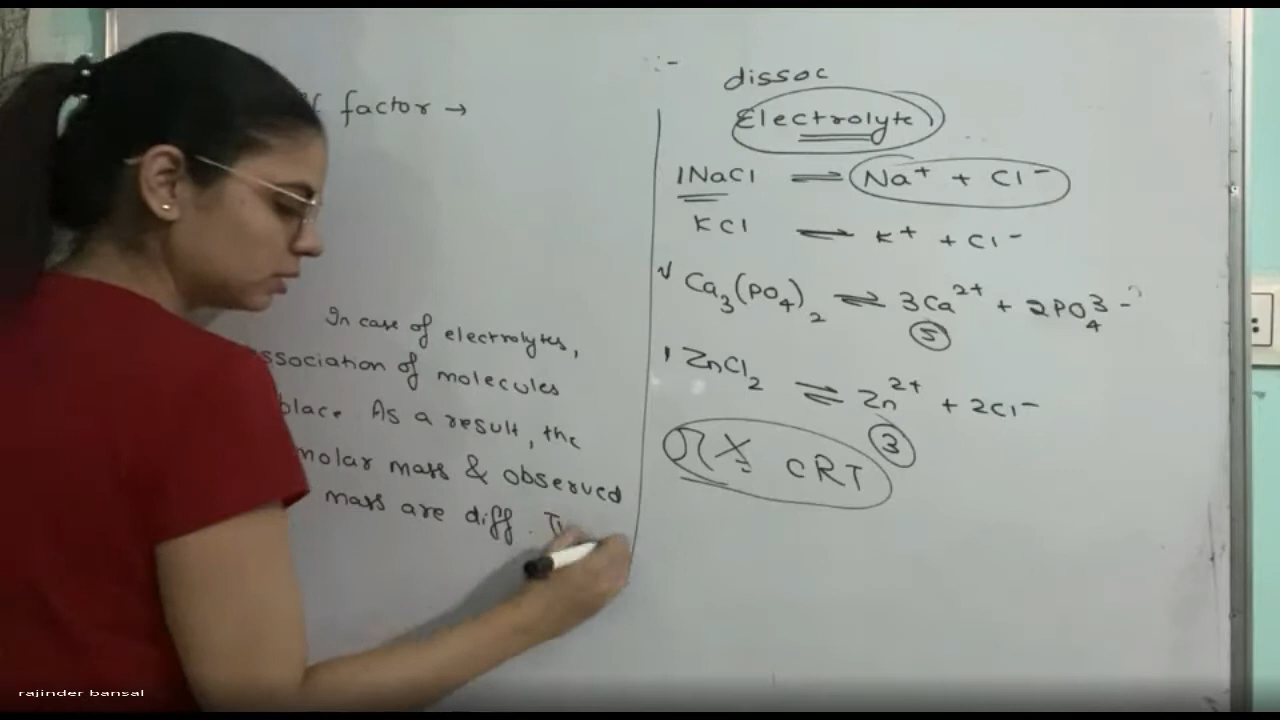 factor →
In case of electrolytes,
ssociation of molecules
place. As a result, the
molar mass & observed
mass are diff.
:-
dissoc
Electrolyte
1NaCl ⇌ Na⁺ + Cl⁻
KCl ⇌ K⁺ + Cl⁻
√ Ca₃(PO₄)₂ ⇌ 3Ca²⁺ + 2PO₄³⁻
5
1 ZnCl₂ ⇌ Zn²⁺ + 2Cl⁻
3
cRT
rajinder bansal